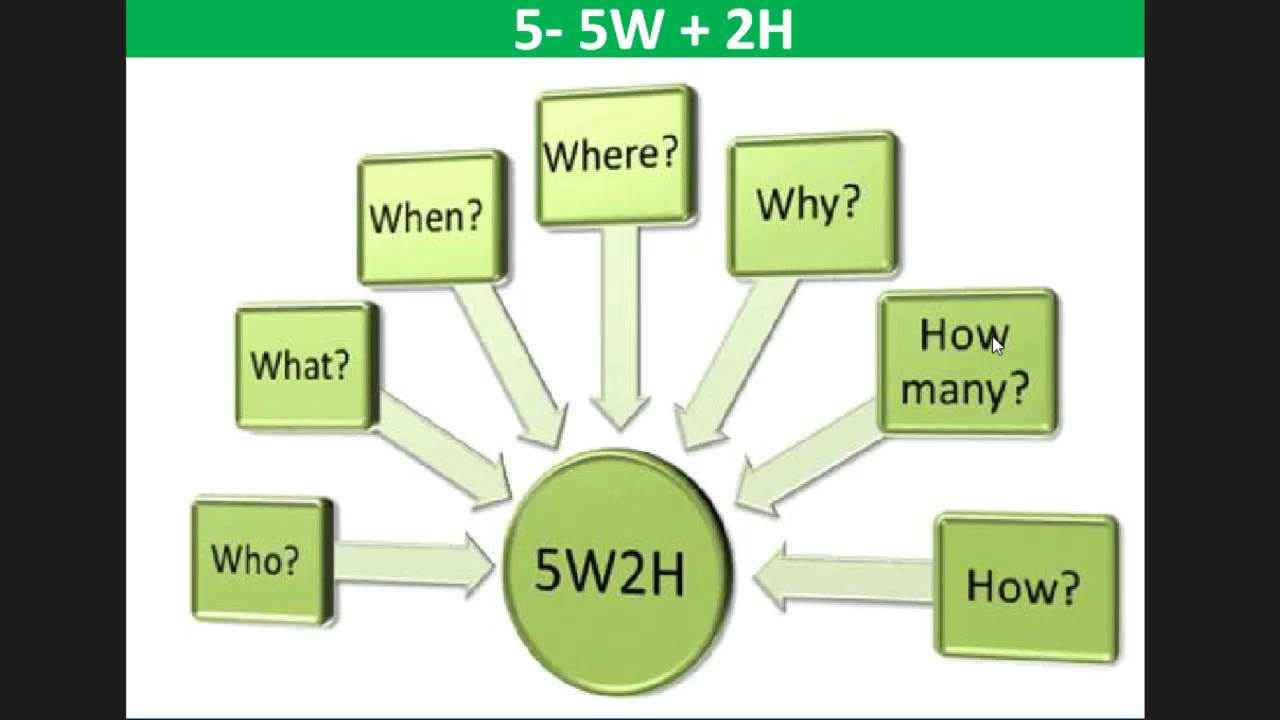 5- 5W + 2H
Where?
Why?
When?
How
many?
What?
Who?
5W2H
How?